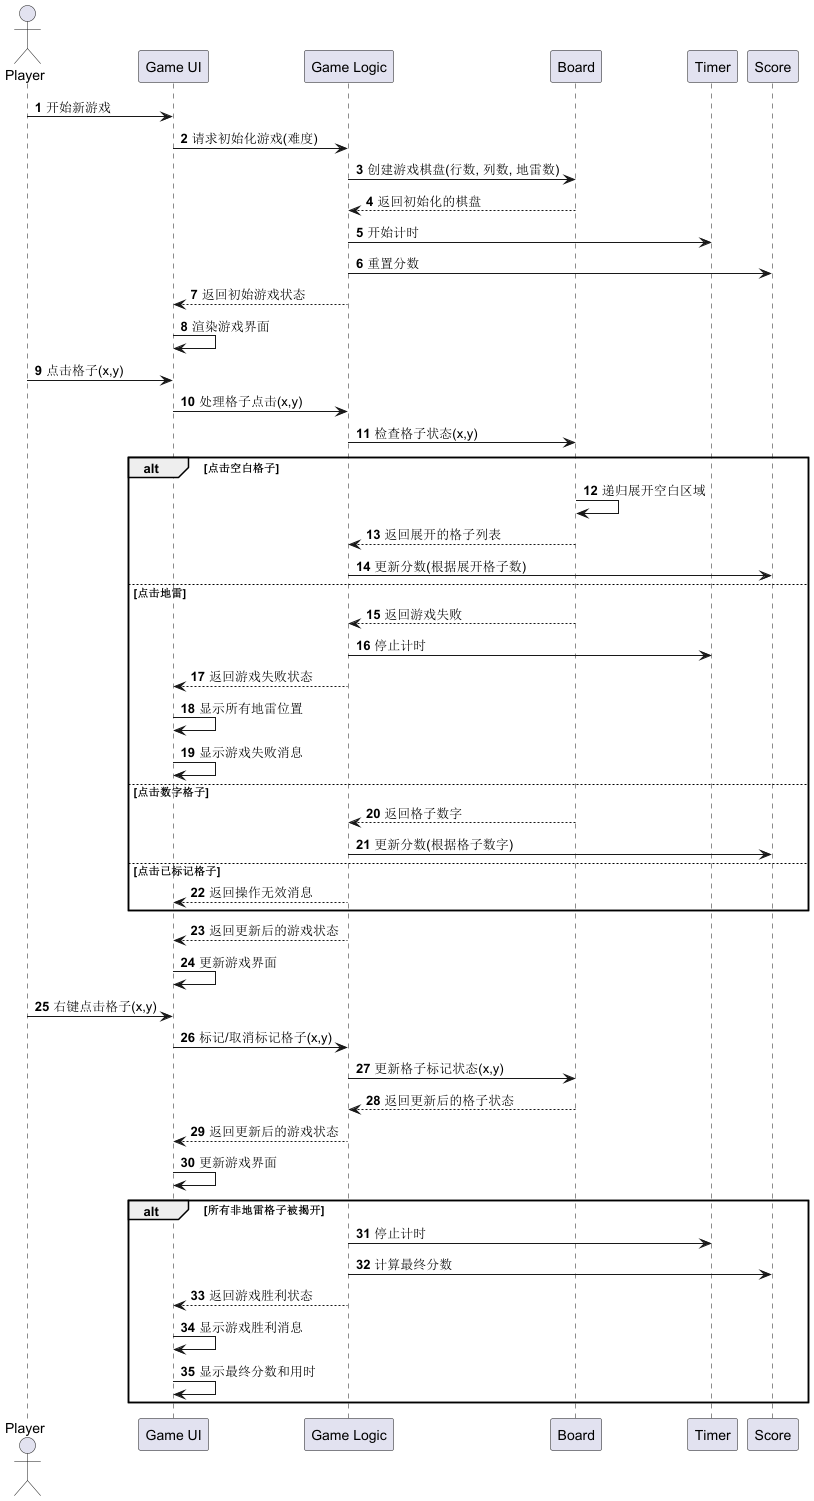 Player
Game UI
Game Logic
Board
Timer
Score
1 开始新游戏
2 请求初始化游戏(难度)
3 创建游戏棋盘(行数, 列数, 地雷数)
4 返回初始化的棋盘
5 开始计时
6 重置分数
7 返回初始游戏状态
8 渲染游戏界面
9 点击格子(x,y)
10 处理格子点击(x,y)
11 检查格子状态(x,y)
alt [点击空白格子]
12 递归展开空白区域
13 返回展开的格子列表
14 更新分数(根据展开格子数)
[点击地雷]
15 返回游戏失败
16 停止计时
17 返回游戏失败状态
18 显示所有地雷位置
19 显示游戏失败消息
[点击数字格子]
20 返回格子数字
21 更新分数(根据格子数字)
[点击已标记格子]
22 返回操作无效消息
23 返回更新后的游戏状态
24 更新游戏界面
25 右键点击格子(x,y)
26 标记/取消标记格子(x,y)
27 更新格子标记状态(x,y)
28 返回更新后的格子状态
29 返回更新后的游戏状态
30 更新游戏界面
alt [所有非地雷格子被揭开]
31 停止计时
32 计算最终分数
33 返回游戏胜利状态
34 显示游戏胜利消息
35 显示最终分数和用时
Player
Game UI
Game Logic
Board
Timer
Score